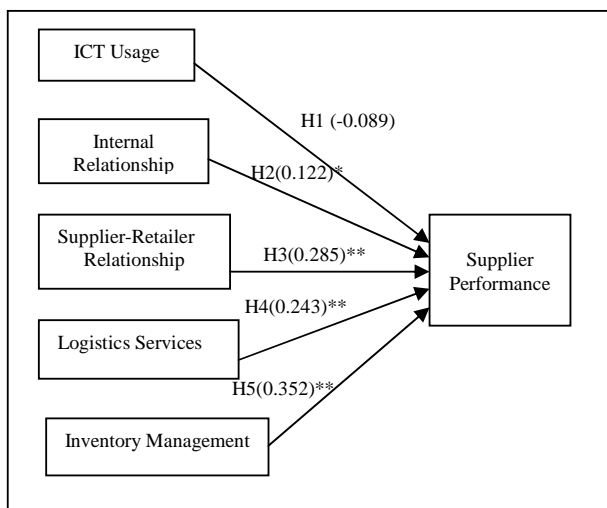 ICT Usage
H1 (-0.089)
Internal
Relationship
H2(0.122)*
Supplier-Retailer
Relationship
H3(0.285)**
Supplier
Performance
H4(0.243)**
Logistics Services
H5(0.352)**
Inventory Management